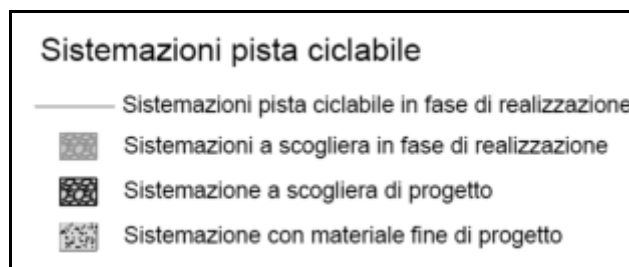 Sistemazioni pista ciclabile
Sistemazioni pista ciclabile in fase di realizzazione
Sistemazioni a scogliera in fase di realizzazione
Sistemazione a scogliera di progetto
Sistemazione con materiale fine di progetto